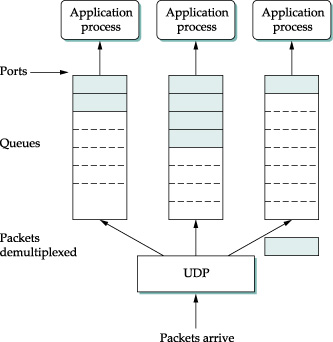 Application
process
Application
process
Application
process
Ports
Queues
Packets
demultiplexed
UDP
Packets arrive